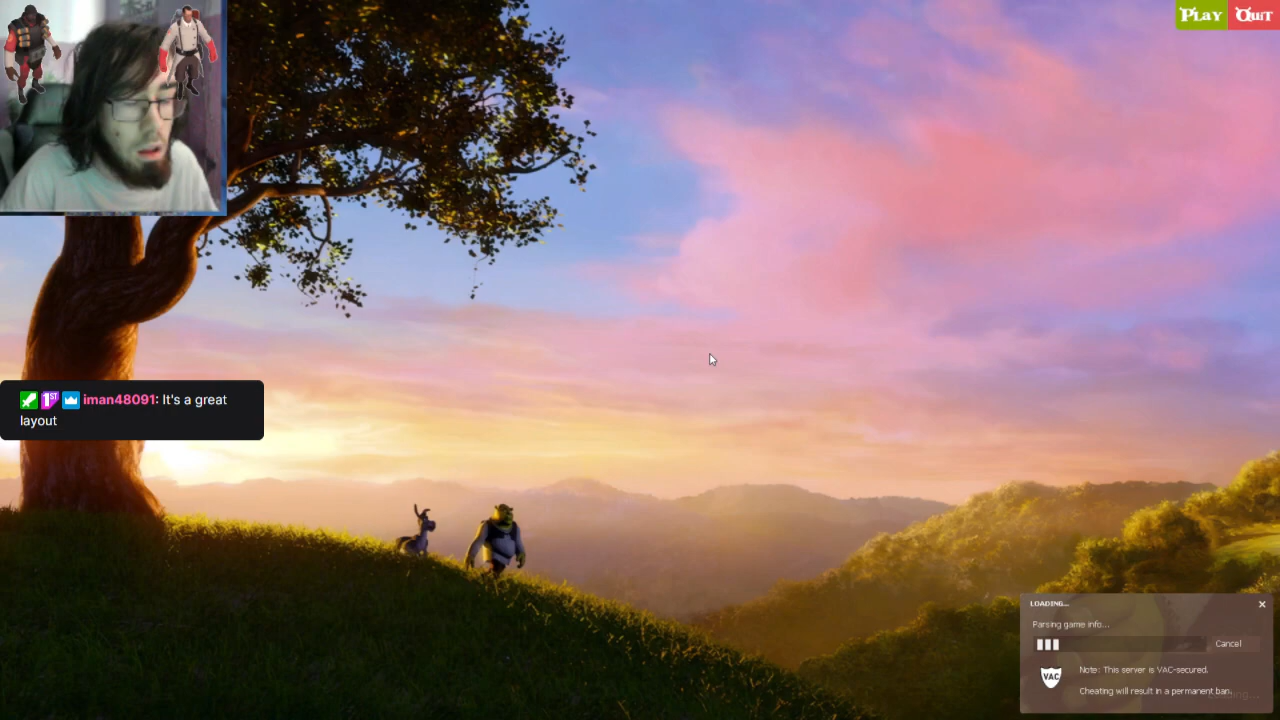 Play Quit
iman48091: It's a great
layout
LOADING...
Parsing game info...
Cancel
Note: This server is VAC-secured.
VAC
Cheating will result in a permanent ban.